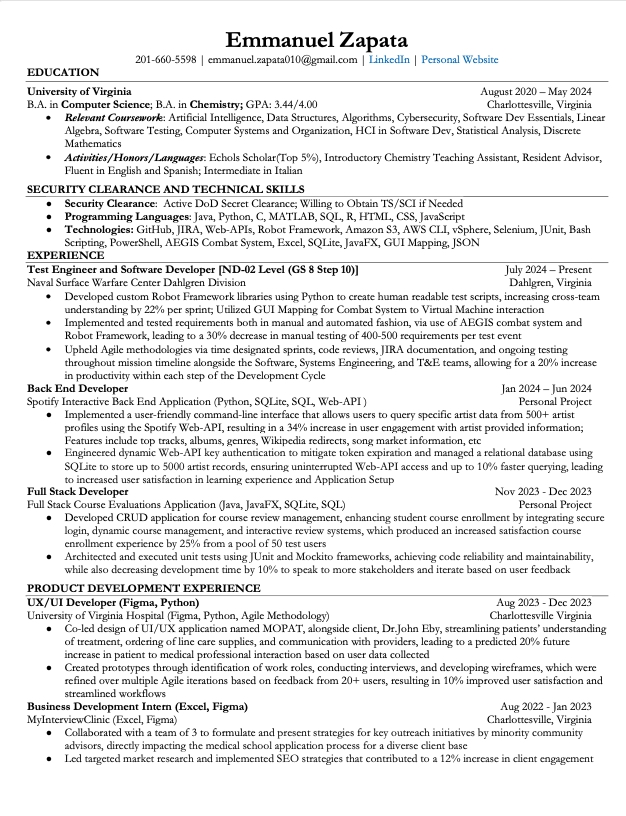 Emmanuel Zapata
201-660-5598 | emmanuel.zapata010@gmail.com | LinkedIn | Personal Website
EDUCATION
University of Virginia August 2020 – May 2024
B.A. in Computer Science; B.A. in Chemistry; GPA: 3.44/4.00 Charlottesville, Virginia
● Relevant Coursework: Artificial Intelligence, Data Structures, Algorithms, Cybersecurity, Software Dev Essentials, Linear
Algebra, Software Testing, Computer Systems and Organization, HCI in Software Dev, Statistical Analysis, Discrete
Mathematics
● Activities/Honors/Languages: Echols Scholar(Top 5%), Introductory Chemistry Teaching Assistant, Resident Advisor,
Fluent in English and Spanish; Intermediate in Italian
SECURITY CLEARANCE AND TECHNICAL SKILLS
● Security Clearance: Active DoD Secret Clearance; Willing to Obtain TS/SCI if Needed
● Programming Languages: Java, Python, C, MATLAB, SQL, R, HTML, CSS, JavaScript
● Technologies: GitHub, JIRA, Web-APIs, Robot Framework, Amazon S3, AWS CLI, vSphere, Selenium, JUnit, Bash
Scripting, PowerShell, AEGIS Combat System, Excel, SQLite, JavaFX, GUI Mapping, JSON
EXPERIENCE
Test Engineer and Software Developer [ND-02 Level (GS 8 Step 10)] July 2024 – Present
Naval Surface Warfare Center Dahlgren Division Dahlgren, Virginia
● Developed custom Robot Framework libraries using Python to create human readable test scripts, increasing cross-team
understanding by 22% per sprint; Utilized GUI Mapping for Combat System to Virtual Machine interaction
● Implemented and tested requirements both in manual and automated fashion, via use of AEGIS combat system and
Robot Framework, leading to a 30% decrease in manual testing of 400-500 requirements per test event
● Upheld Agile methodologies via time designated sprints, code reviews, JIRA documentation, and ongoing testing
throughout mission timeline alongside the Software, Systems Engineering, and T&E teams, allowing for a 20% increase
in productivity within each step of the Development Cycle
Back End Developer Jan 2024 – Jun 2024
Spotify Interactive Back End Application (Python, SQLite, SQL, Web-API ) Personal Project
● Implemented a user-friendly command-line interface that allows users to query specific artist data from 500+ artist
profiles using the Spotify Web-API, resulting in a 34% increase in user engagement with artist provided information;
Features include top tracks, albums, genres, Wikipedia redirects, song market information, etc
● Engineered dynamic Web-API key authentication to mitigate token expiration and managed a relational database using
SQLite to store up to 5000 artist records, ensuring uninterrupted Web-API access and up to 10% faster querying, leading
to increased user satisfaction in learning experience and Application Setup
Full Stack Developer Nov 2023 - Dec 2023
Full Stack Course Evaluations Application (Java, JavaFX, SQLite, SQL) Personal Project
● Developed CRUD application for course review management, enhancing student course enrollment by integrating secure
login, dynamic course management, and interactive review systems, which produced an increased satisfaction course
enrollment experience by 25% from a pool of 50 test users
● Architected and executed unit tests using JUnit and Mockito frameworks, achieving code reliability and maintainability,
while also decreasing development time by 10% to speak to more stakeholders and iterate based on user feedback
PRODUCT DEVELOPMENT EXPERIENCE
UX/UI Developer (Figma, Python) Aug 2023 - Dec 2023
University of Virginia Hospital (Figma, Python, Agile Methodology) Charlottesville Virginia
● Co-led design of UI/UX application named MOPAT, alongside client, Dr.John Eby, streamlining patients’ understanding
of treatment, ordering of line care supplies, and communication with providers, leading to a predicted 20% future
increase in patient to medical professional interaction based on user data collected
● Created prototypes through identification of work roles, conducting interviews, and developing wireframes, which were
refined over multiple Agile iterations based on feedback from 20+ users, resulting in 10% improved user satisfaction and
streamlined workflows
Business Development Intern (Excel, Figma) Aug 2022 - Jan 2023
MyInterviewClinic (Excel, Figma) Charlottesville, Virginia
● Collaborated with a team of 3 to formulate and present strategies for key outreach initiatives by minority community
advisors, directly impacting the medical school application process for a diverse client base
● Led targeted market research and implemented SEO strategies that contributed to a 12% increase in client engagement